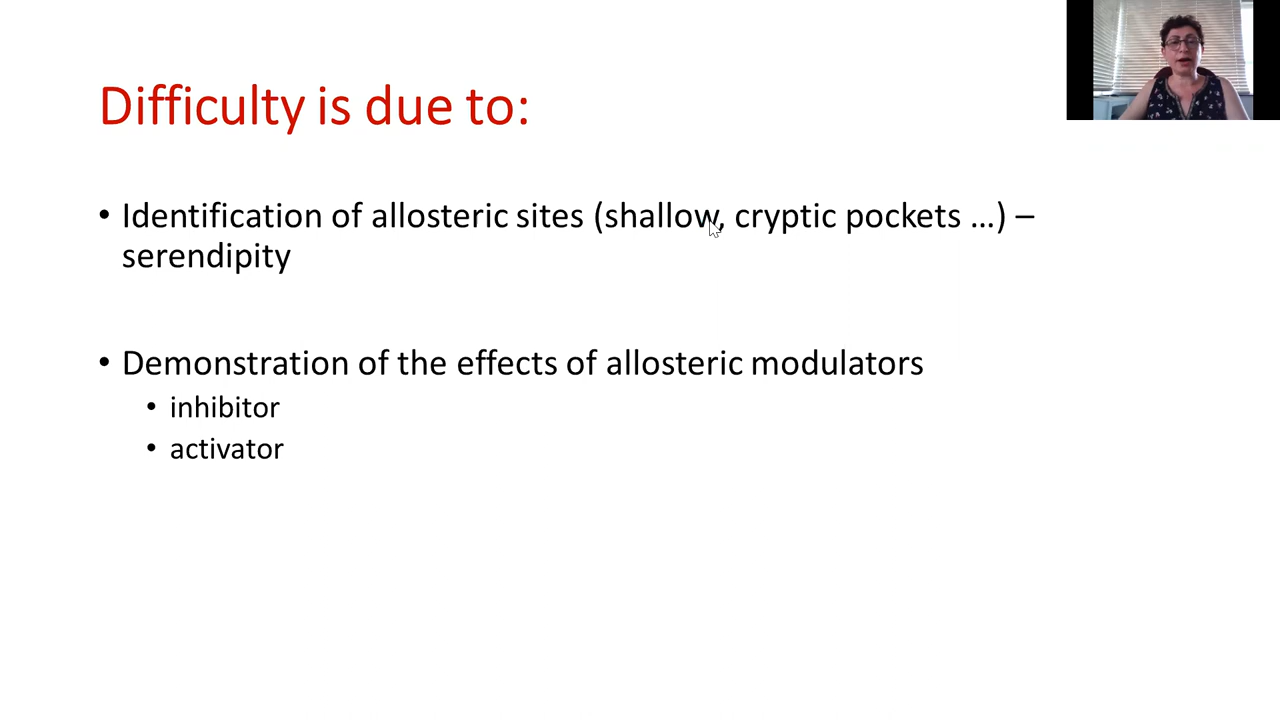 Difficulty is due to:
• Identification of allosteric sites (shallow, cryptic pockets ...) –
serendipity
• Demonstration of the effects of allosteric modulators
• inhibitor
• activator